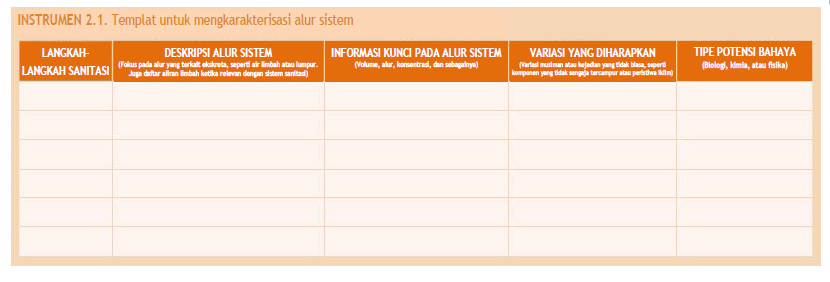 INSTRUMEN 2.1. Templat untuk mengkarakterisasi alur sistem
LANGKAH-
LANGKAH SANITASI
DESKRIPSI ALUR SISTEM
(Fokus pada alur yang terkait ekskreta, seperti air limbah atau lumpur.
Juga daftar aliran limbah ketika relevan dengan sistem sanitasi)
INFORMASI KUNCI PADA ALUR SISTEM
(Volume, alur, konsentrasi, dan sebagainya)
VARIASI YANG DIHARAPKAN
(Variasi musiman atau kejadian yang tidak biasa, seperti
komponen yang tidak sengaja tercampur atau peristiwa iklim)
TIPE POTENSI BAHAYA
(Biologi, kimia, atau fisika)